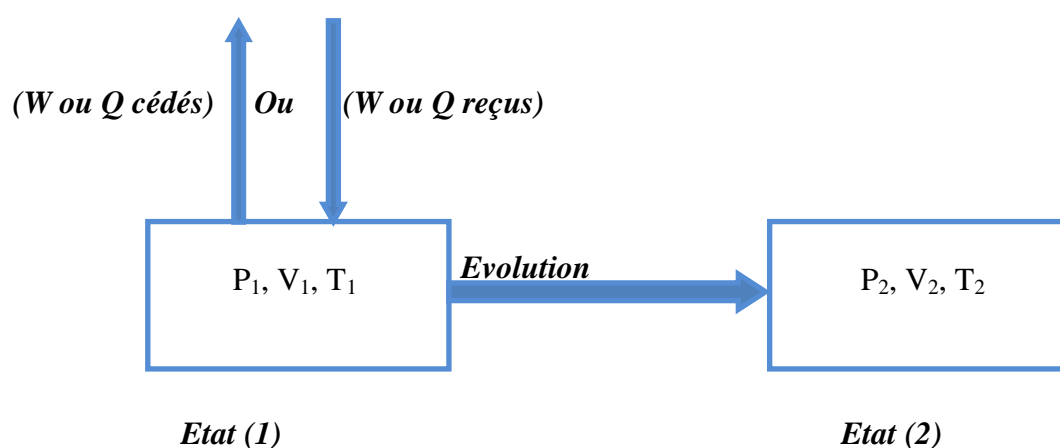 (W ou Q cédés) Ou (W ou Q reçus)
P₁, V₁, T₁
Evolution
P₂, V₂, T₂
Etat (1)
Etat (2)